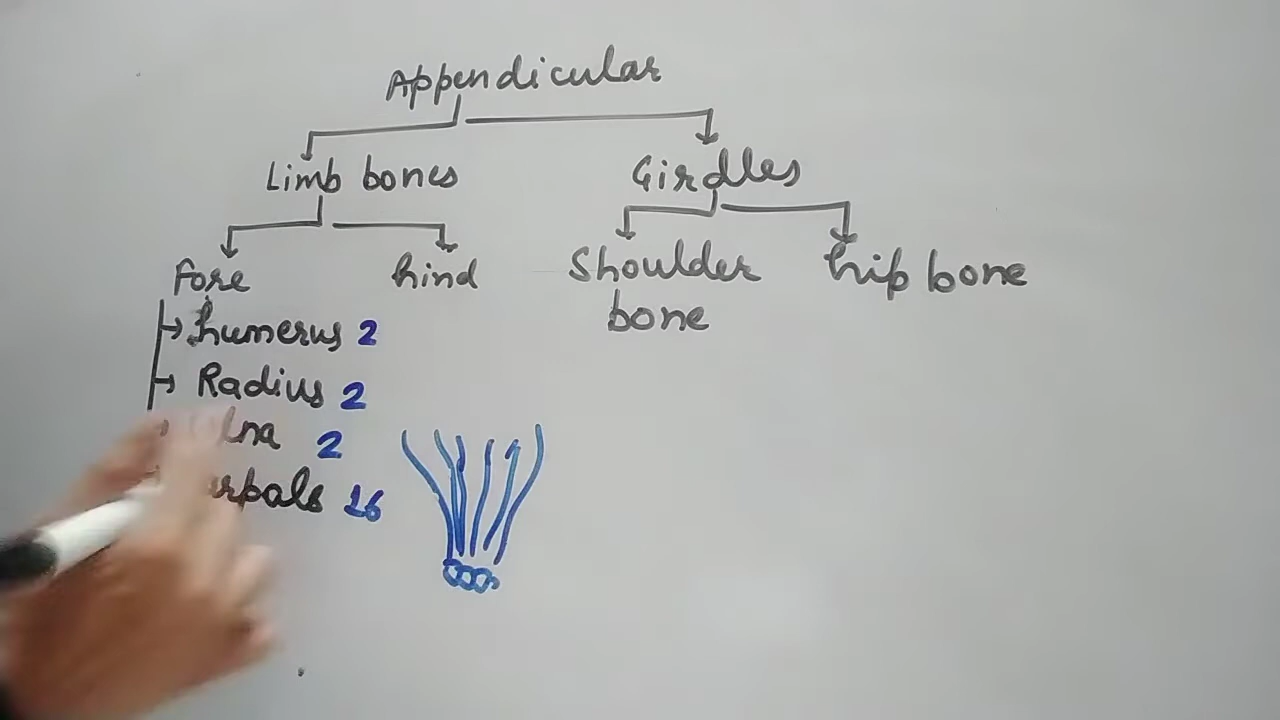 Appendicular
Limb bones Girdles
Fore hind Shoulder bone hip bone
humerus 2
Radius 2
2
16